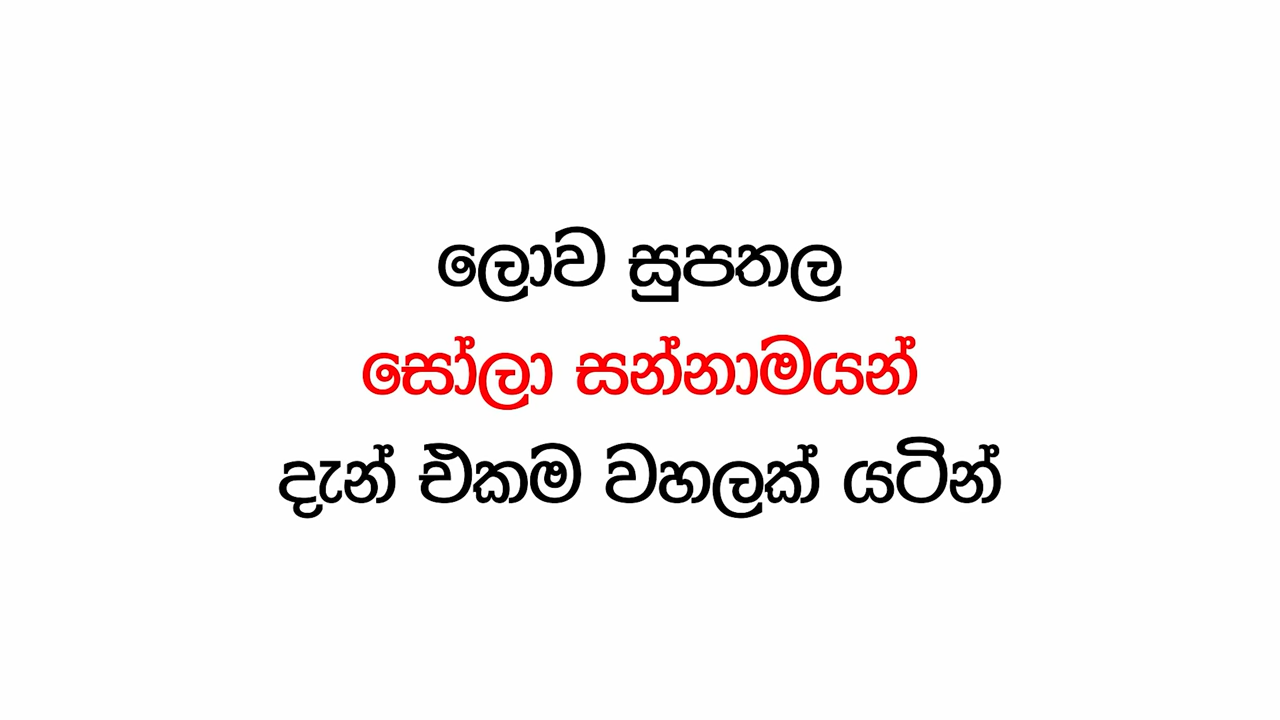 ලොව සුපතල
සෝලා සන්නාමයන්
දැන් එකම වහලක් යටින්